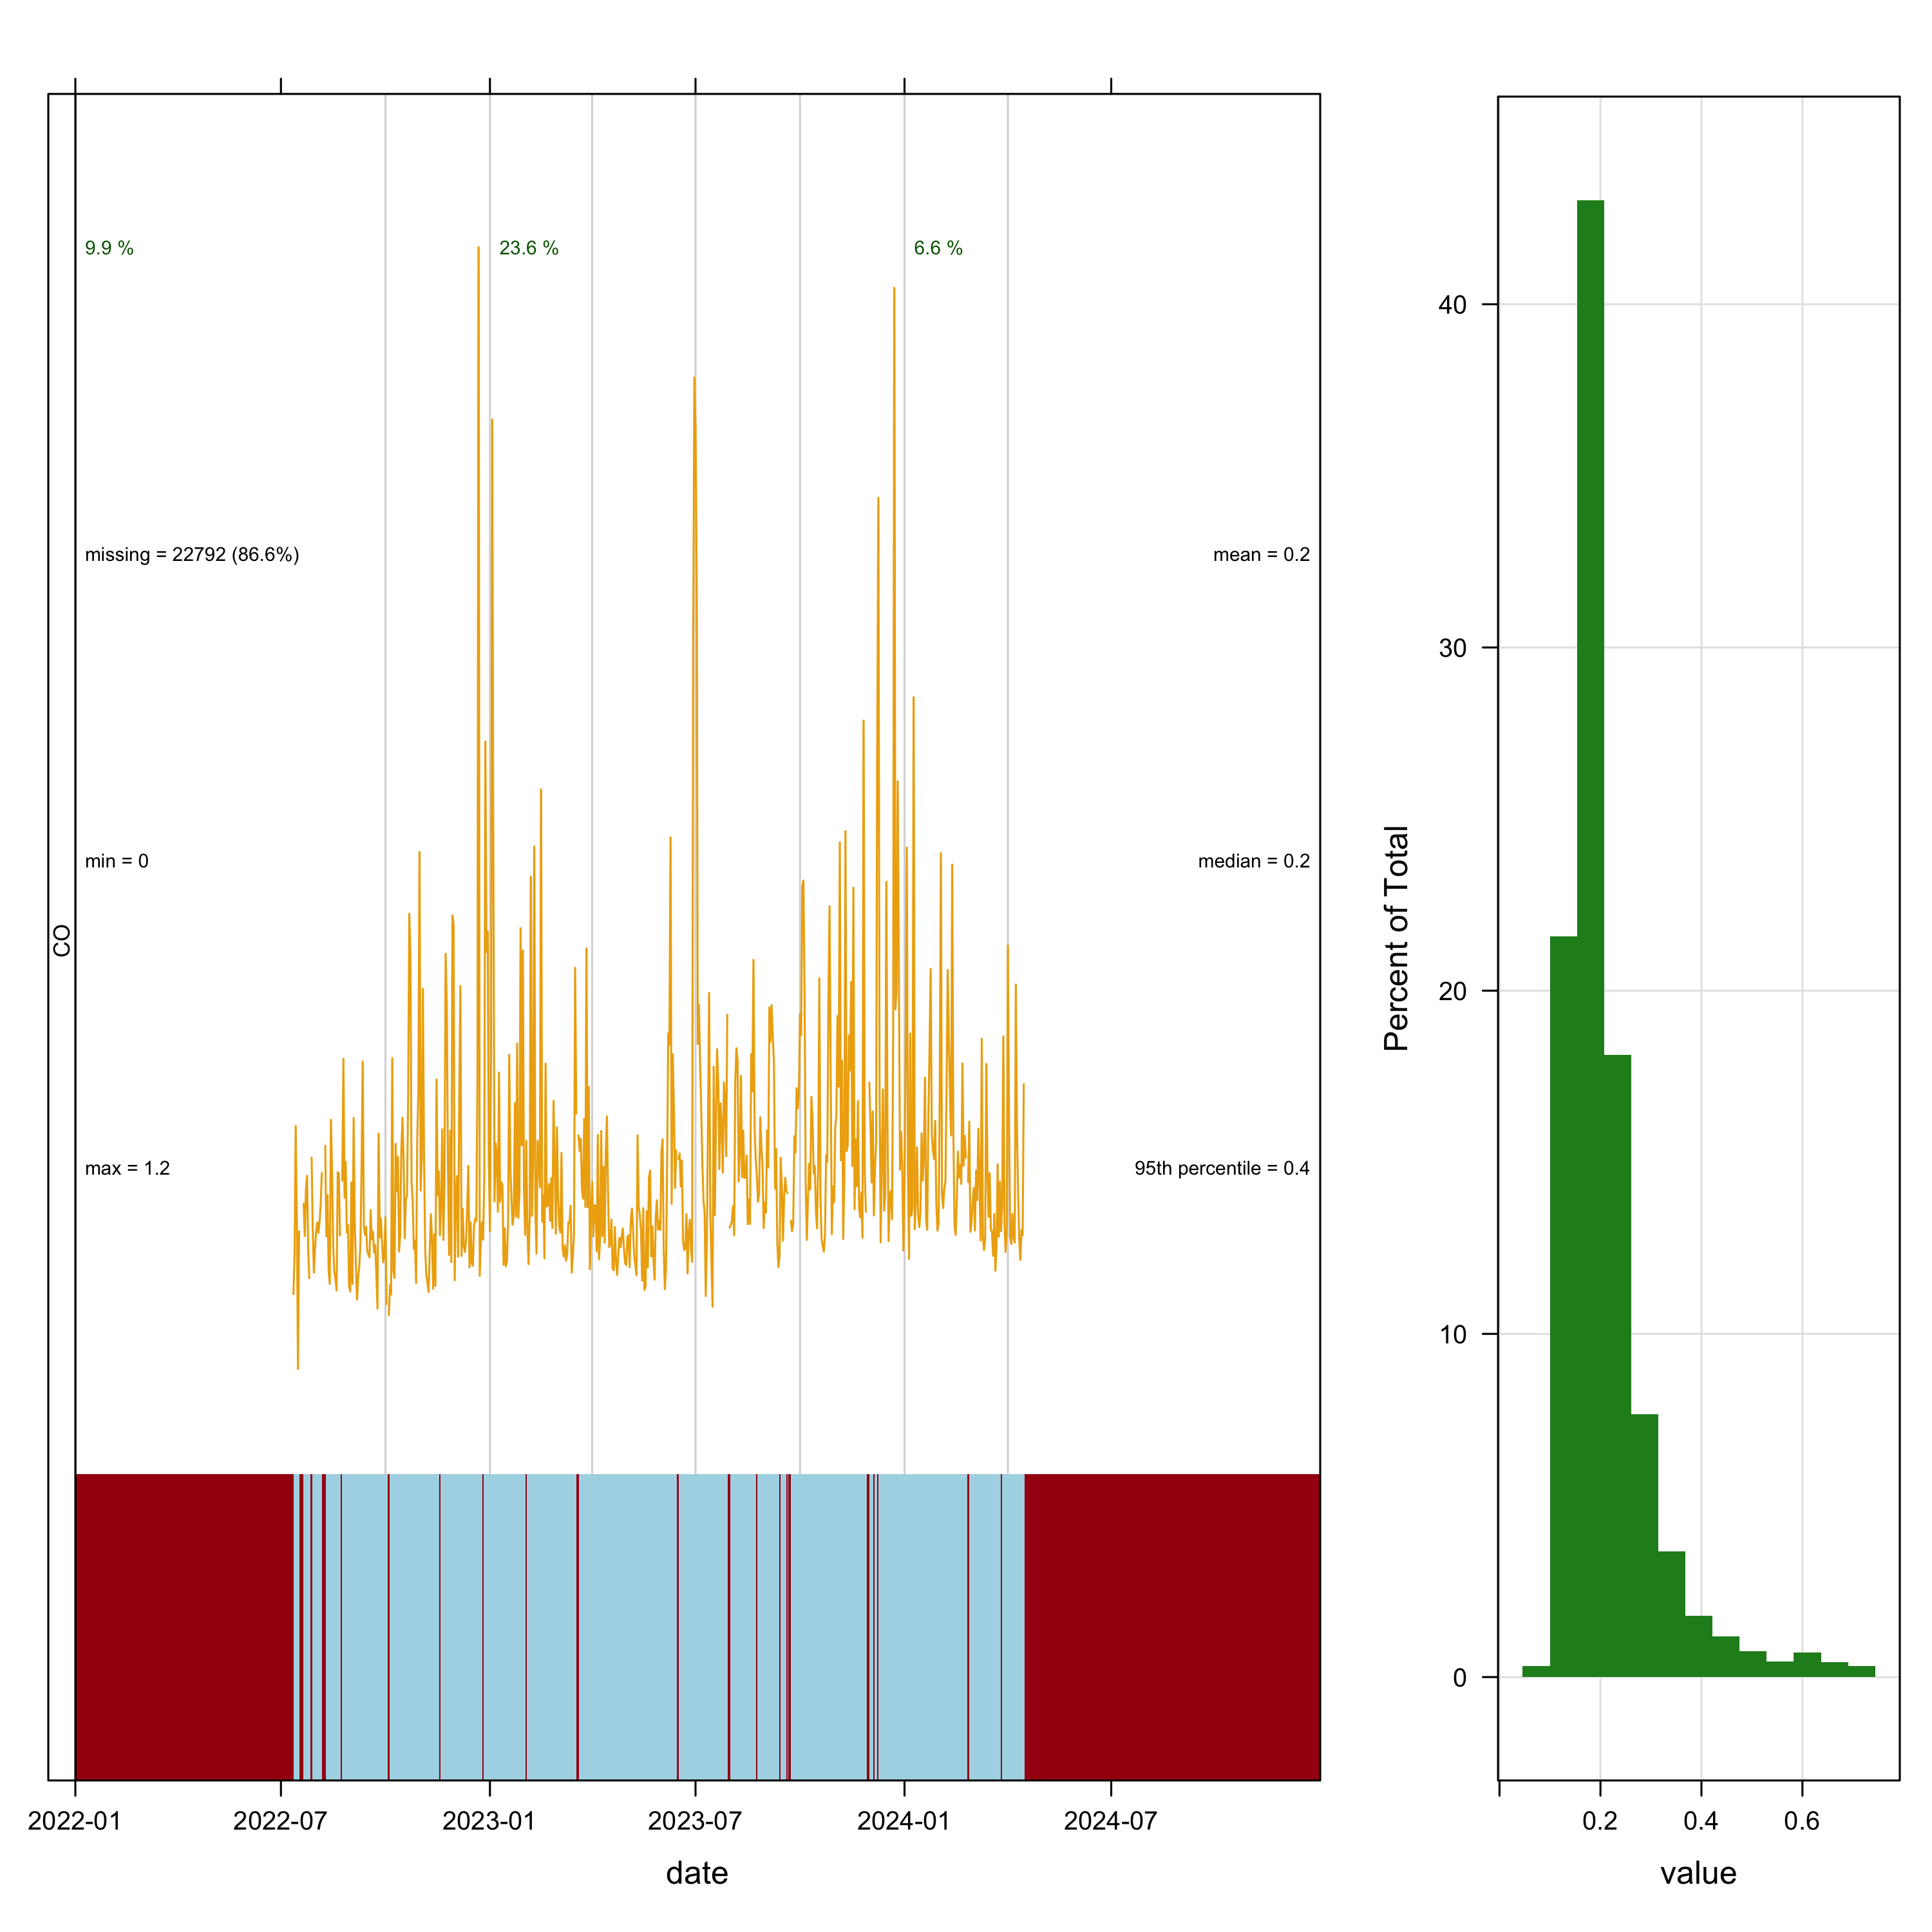 9.9 %
23.6 %
6.6 %
missing = 22792 (86.6%)
mean = 0.2
min = 0
median = 0.2
CO
max = 1.2
95th percentile = 0.4
2022-01
2022-07
2023-01
2023-07
2024-01
2024-07
date
Percent of Total
40
30
20
10
0
0.2
0.4
0.6
value